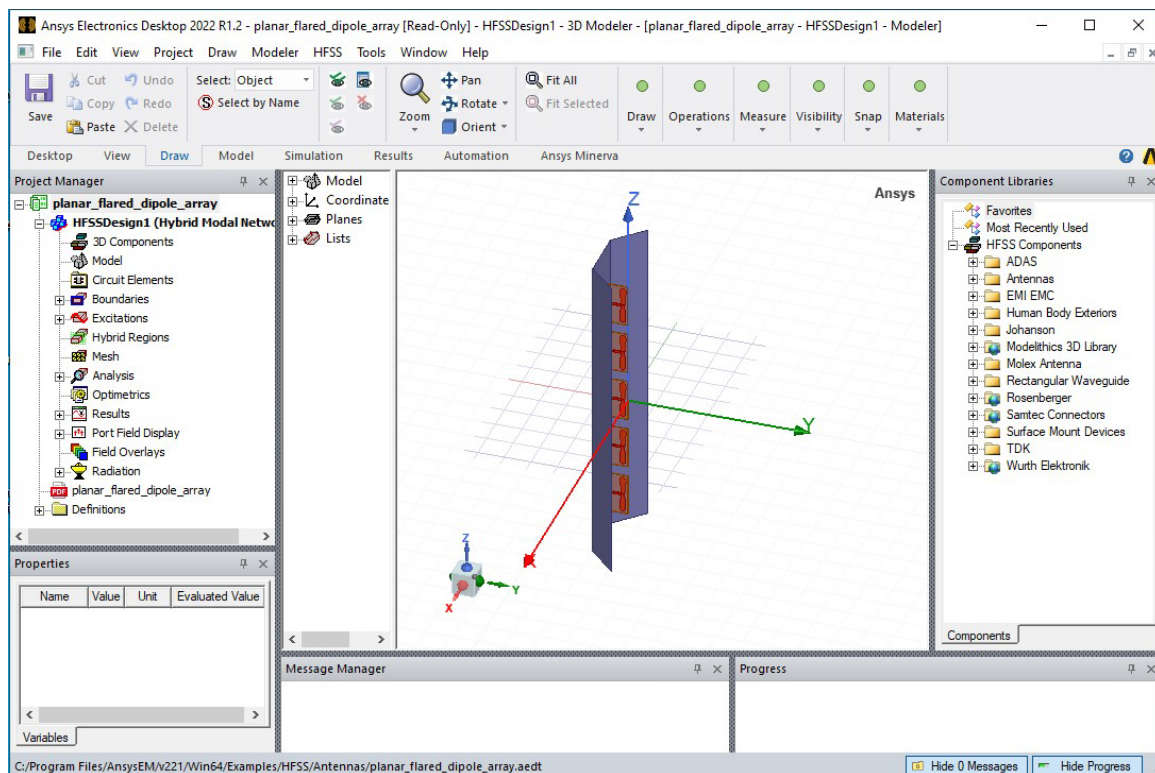 Ansys Electronics Desktop 2022 R1.2 - planar_flared_dipole_array [Read-Only] - HFSSDesign1 - 3D Modeler - [planar_flared_dipole_array - HFSSDesign1 - Modeler]
File Edit View Project Draw Modeler HFSS Tools Window Help
Save
Cut
Copy
Paste
Undo
Redo
Delete
Select: Object
Select by Name
Zoom
Pan
Rotate
Orient
Fit All
Fit Selected
Draw
Operations
Measure
Visibility
Snap
Materials
Desktop View Draw Model Simulation Results Automation Ansys Minerva
Project Manager
planar_flared_dipole_array
HFSSDesign1 (Hybrid Modal Netwo
3D Components
Model
Circuit Elements
Boundaries
Excitations
Hybrid Regions
Mesh
Analysis
Optimetrics
Results
Port Field Display
Field Overlays
Radiation
PDF planar_flared_dipole_array
Definitions
Properties
Name Value Unit Evaluated Value
Variables
Model
Coordinate
Planes
Lists
Ansys
Z
Y
X
Z
Y
X
Component Libraries
Favorites
Most Recently Used
HFSS Components
ADAS
Antennas
EMI EMC
Human Body Exteriors
Johanson
Modelithics 3D Library
Molex Antenna
Rectangular Waveguide
Rosenberger
Samtec Connectors
Surface Mount Devices
TDK
Wurth Elektronik
Components
Message Manager
Progress
C:/Program Files/AnsysEM/v221/Win64/Examples/HFSS/Antennas/planar_flared_dipole_array.aedt
Hide 0 Messages
Hide Progress